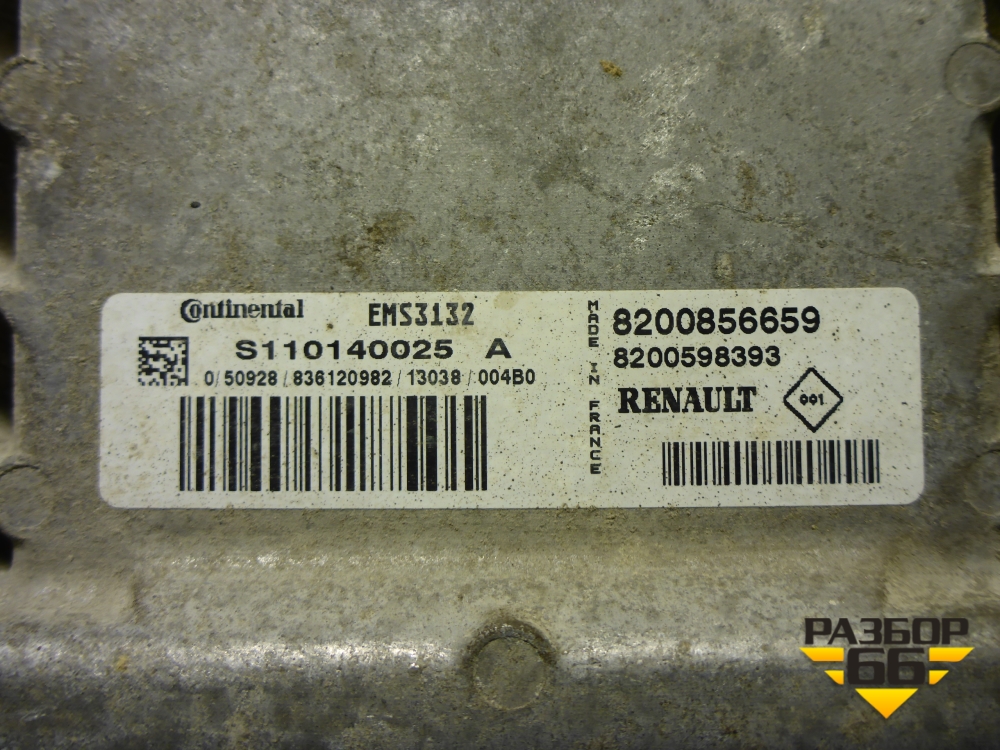 Continental EMS3132
S110140025 A
0/50928/836120982/13038/004B0
MADE IN FRANCE
8200856659
8200598393
RENAULT 001
РАЗБОР
66